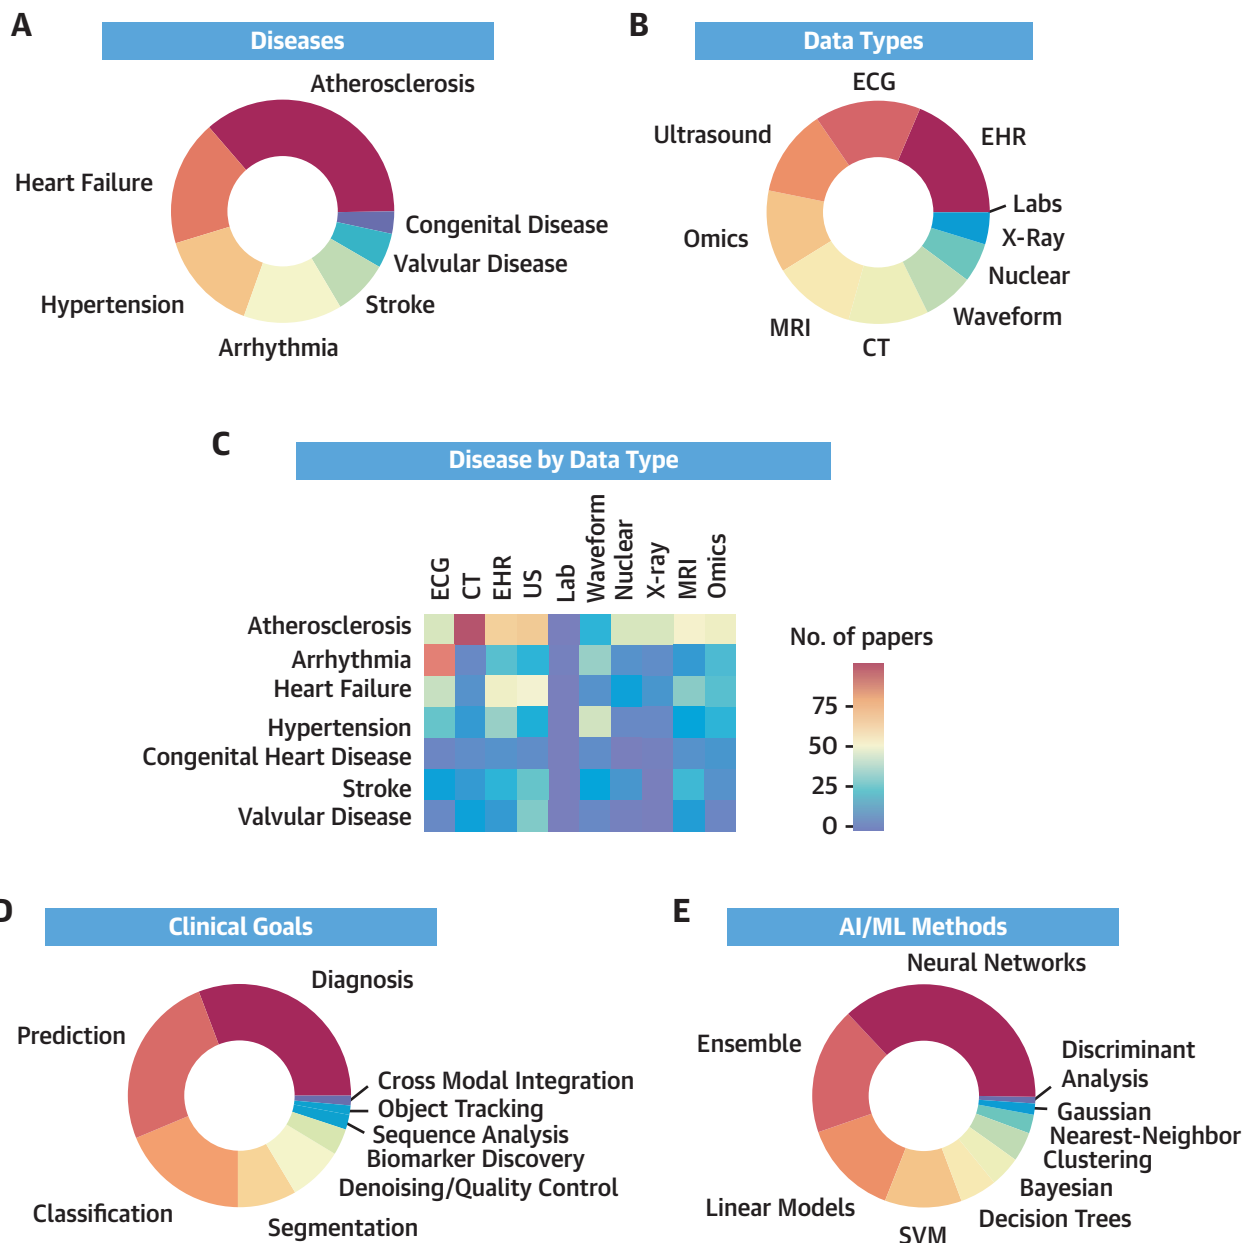 A
Diseases
Atherosclerosis
Heart Failure
Congenital Disease
Valvular Disease
Hypertension
Stroke
Arrhythmia
B
Data Types
ECG
Ultrasound
EHR
Labs
X-Ray
Omics
Nuclear
Waveform
MRI
CT
C
Disease by Data Type
ECG
CT
EHR
US
Lab
Waveform
Nuclear
X-ray
MRI
Omics
Atherosclerosis
Arrhythmia
Heart Failure
Hypertension
Congenital Heart Disease
Stroke
Valvular Disease
No. of papers
75
50
25
0
D
Clinical Goals
Diagnosis
Prediction
Cross Modal Integration
Object Tracking
Sequence Analysis
Biomarker Discovery
Denoising/Quality Control
Classification
Segmentation
E
AI/ML Methods
Neural Networks
Ensemble
Discriminant
Analysis
Gaussian
Nearest-Neighbor
Clustering
Bayesian
Linear Models
Decision Trees
SVM